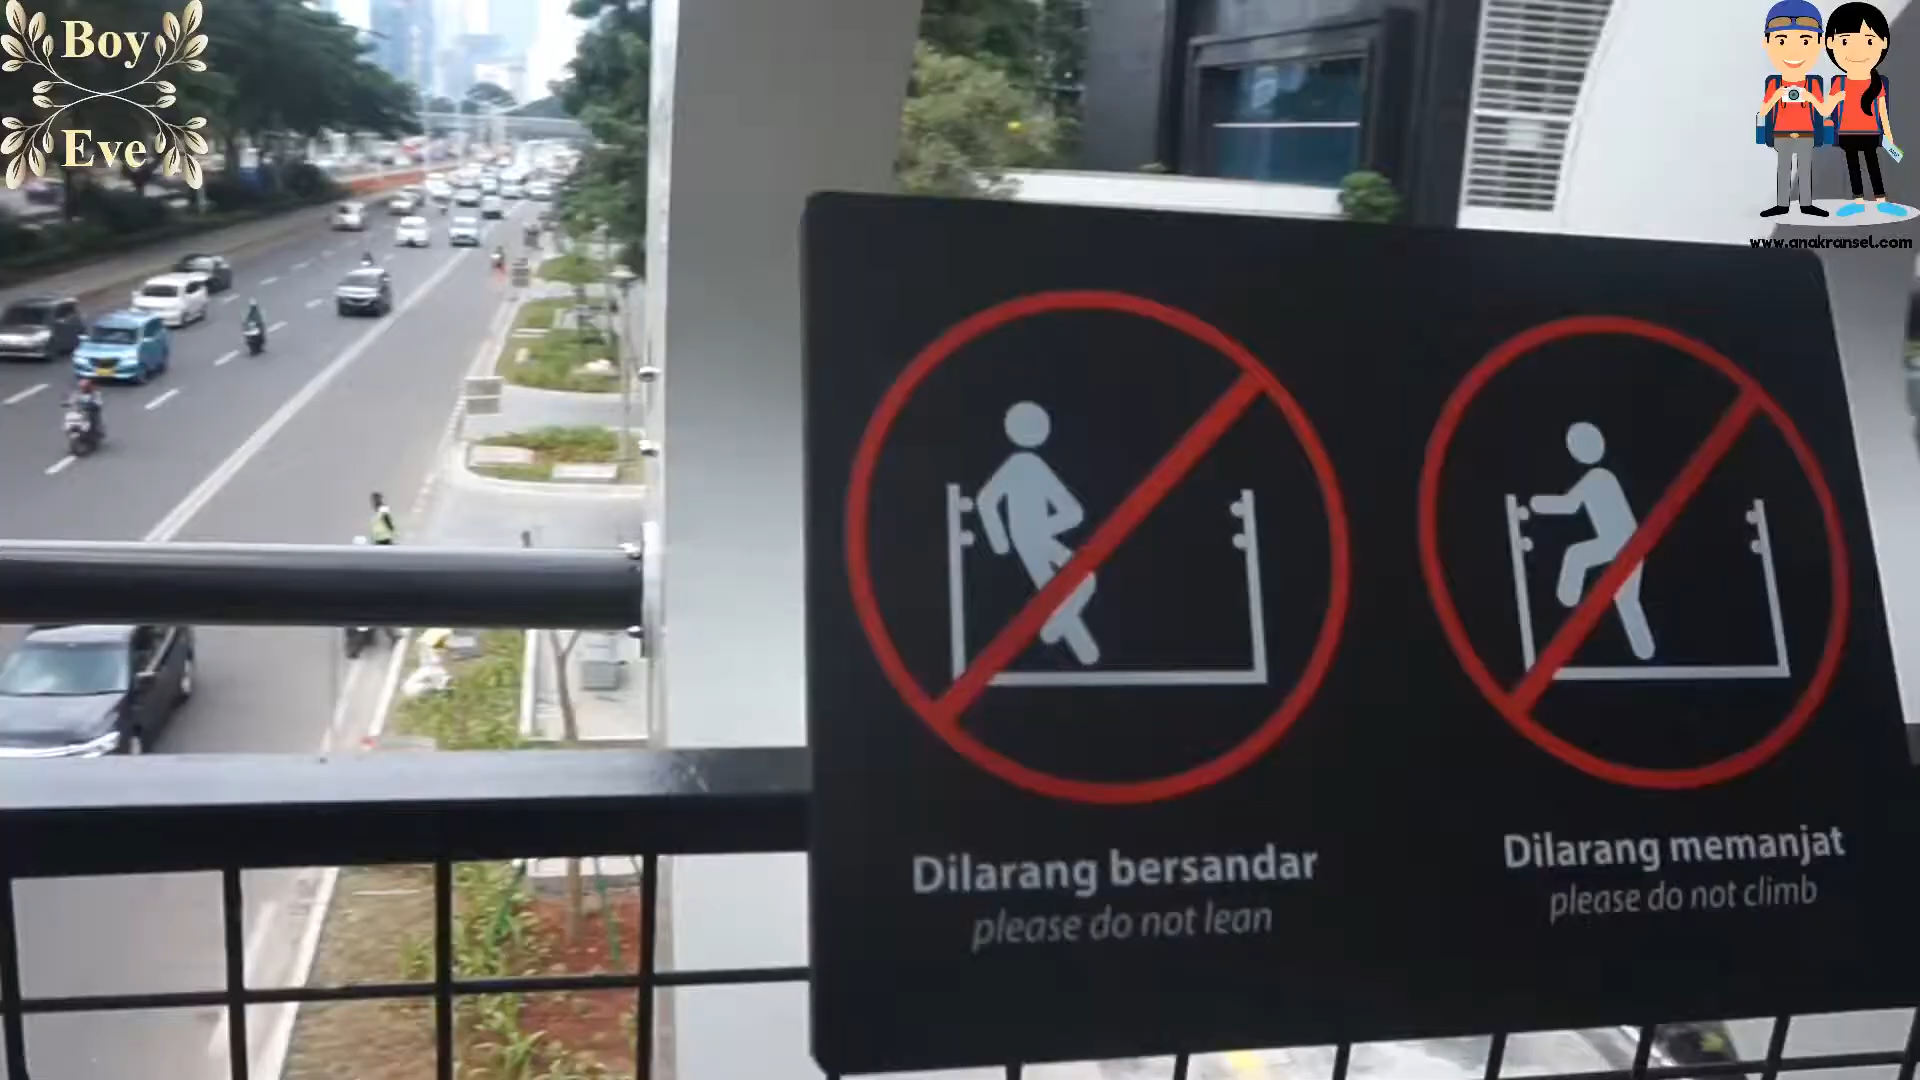 Boy
Eve
www.anakransel.com
Dilarang bersandar
please do not lean
Dilarang memanjat
please do not climb